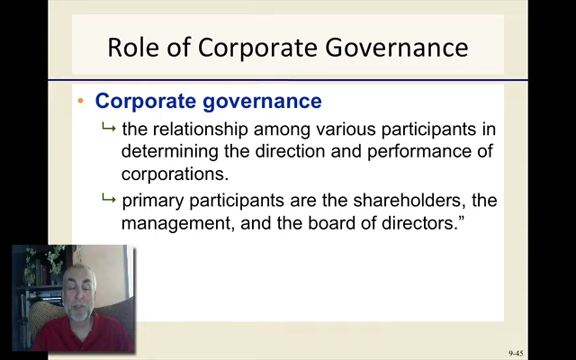 Role of Corporate Governance
• Corporate governance
↳ the relationship among various participants in
determining the direction and performance of
corporations.
↳ primary participants are the shareholders, the
management, and the board of directors.”
9-45